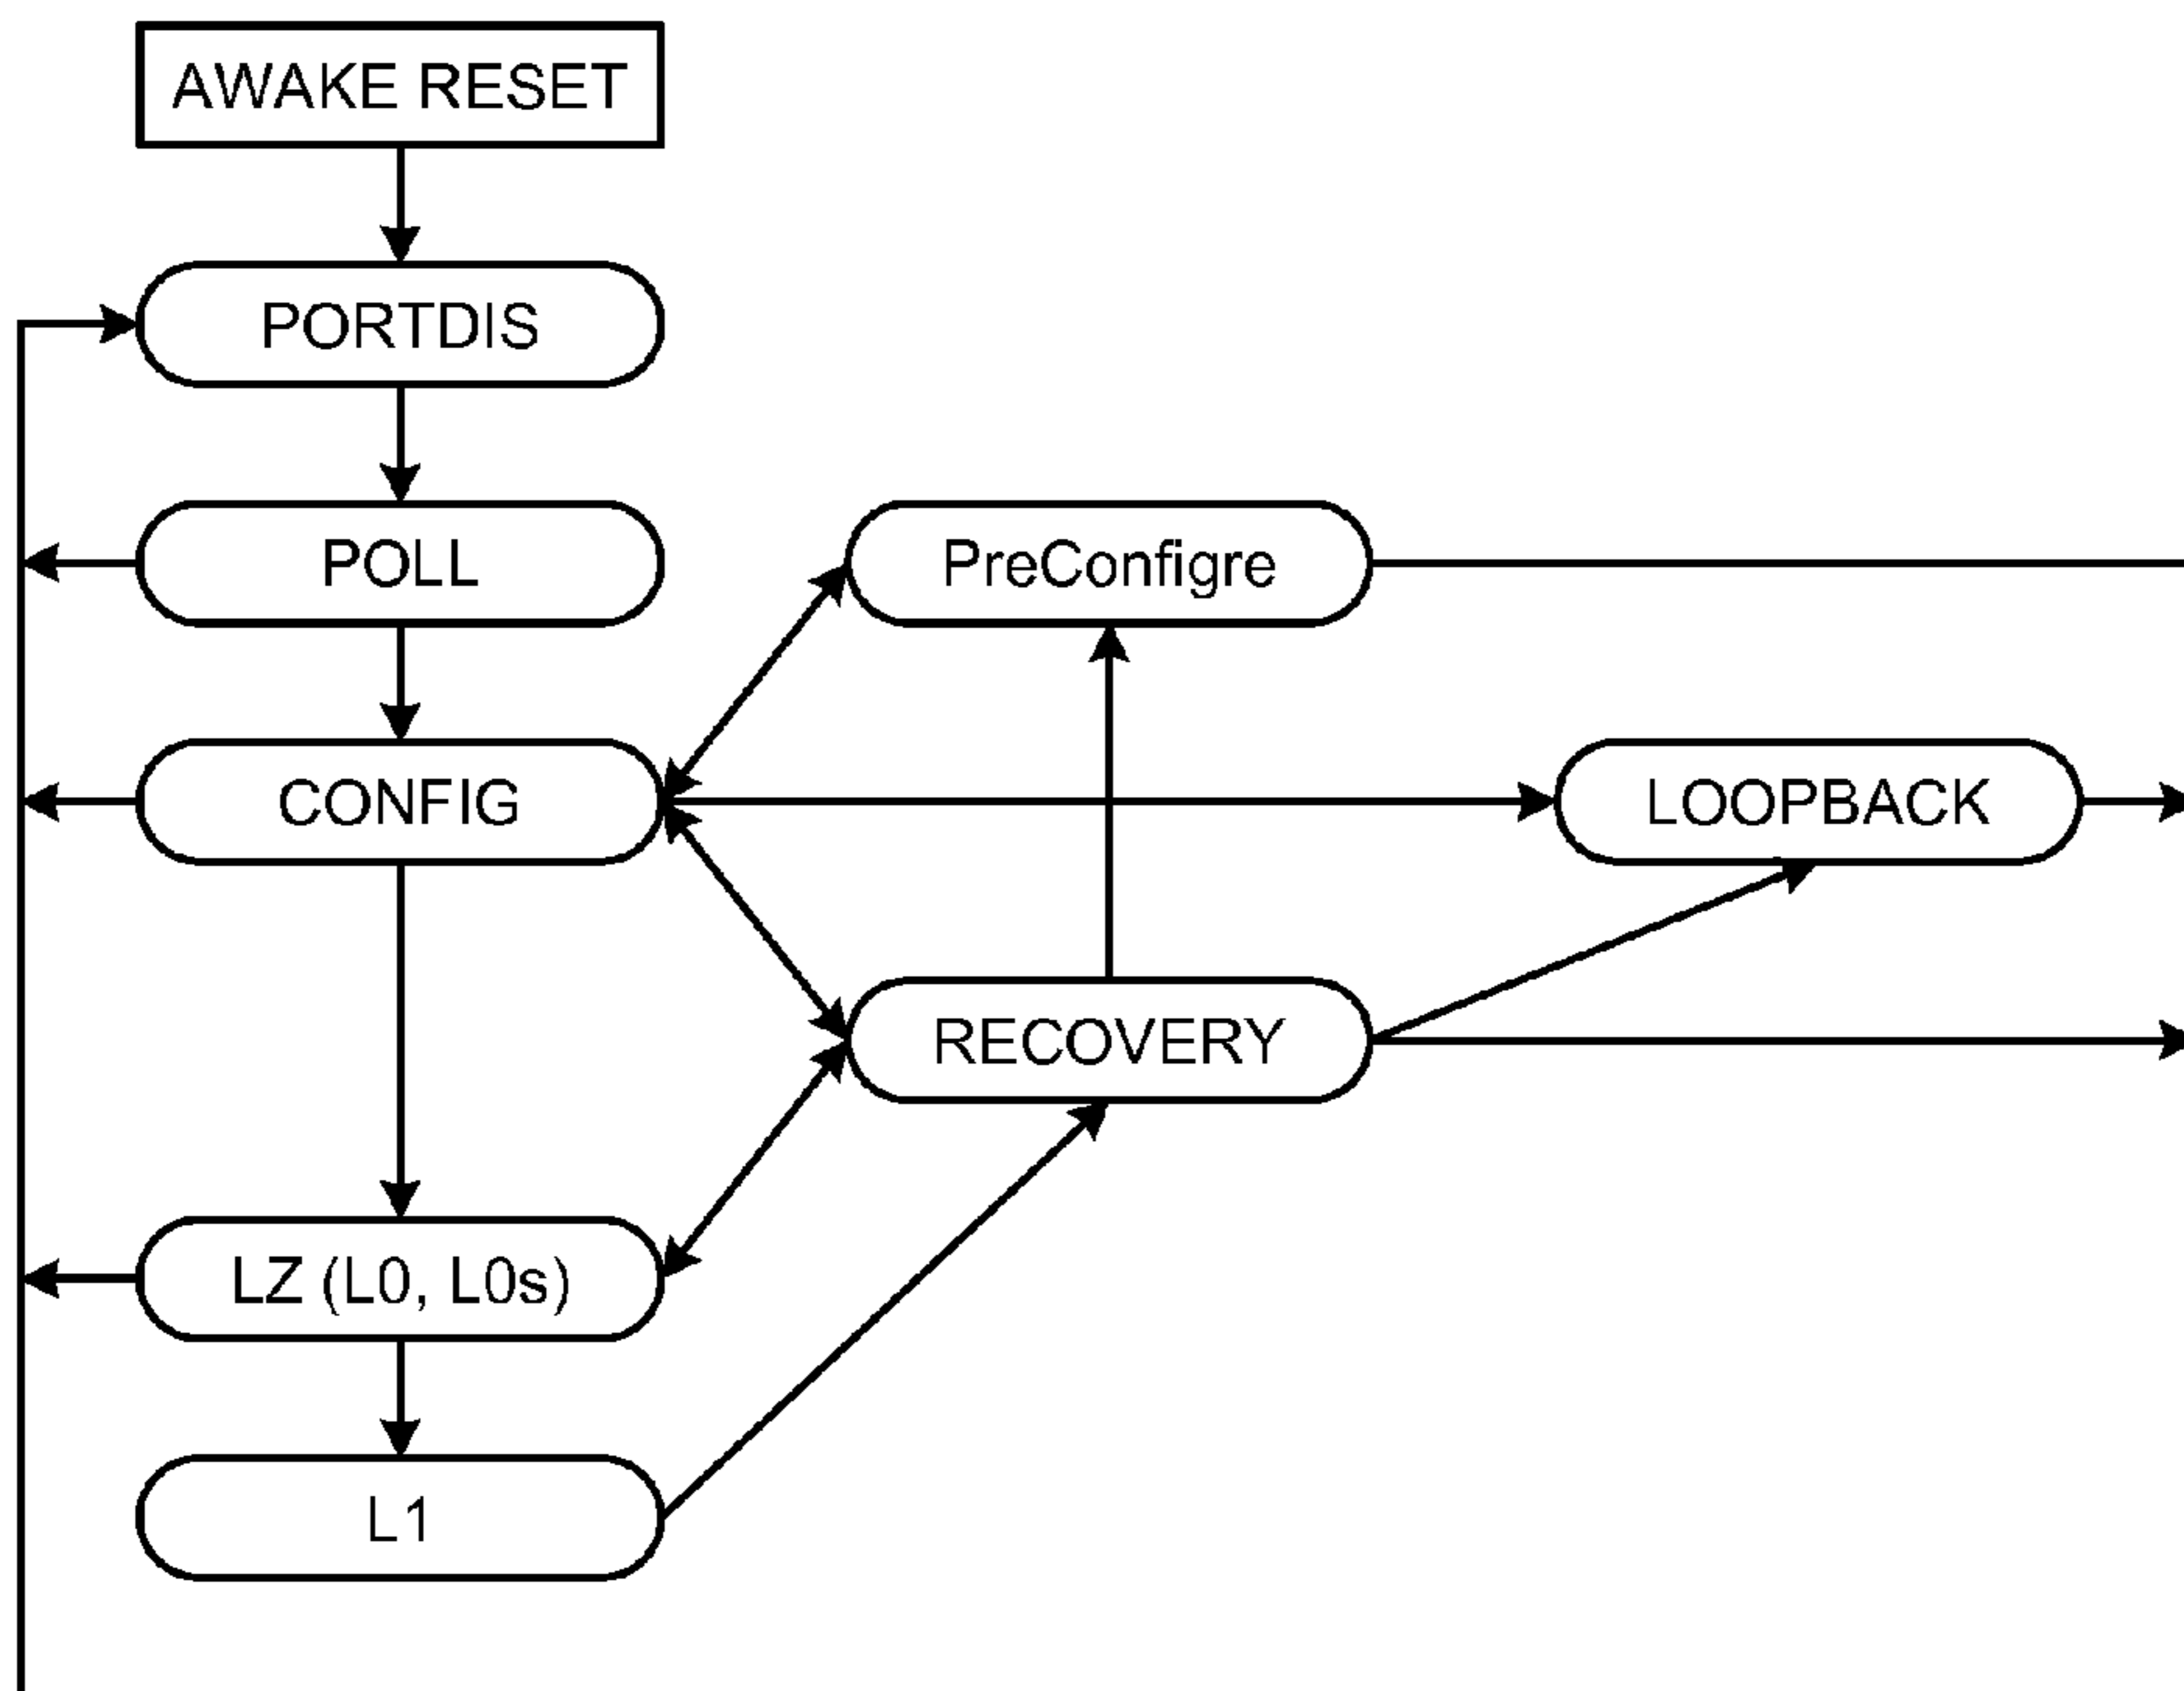 AWAKE RESET
PORTDIS
POLL
PreConfigre
CONFIG
LOOPBACK
RECOVERY
LZ (L0, L0s)
L1